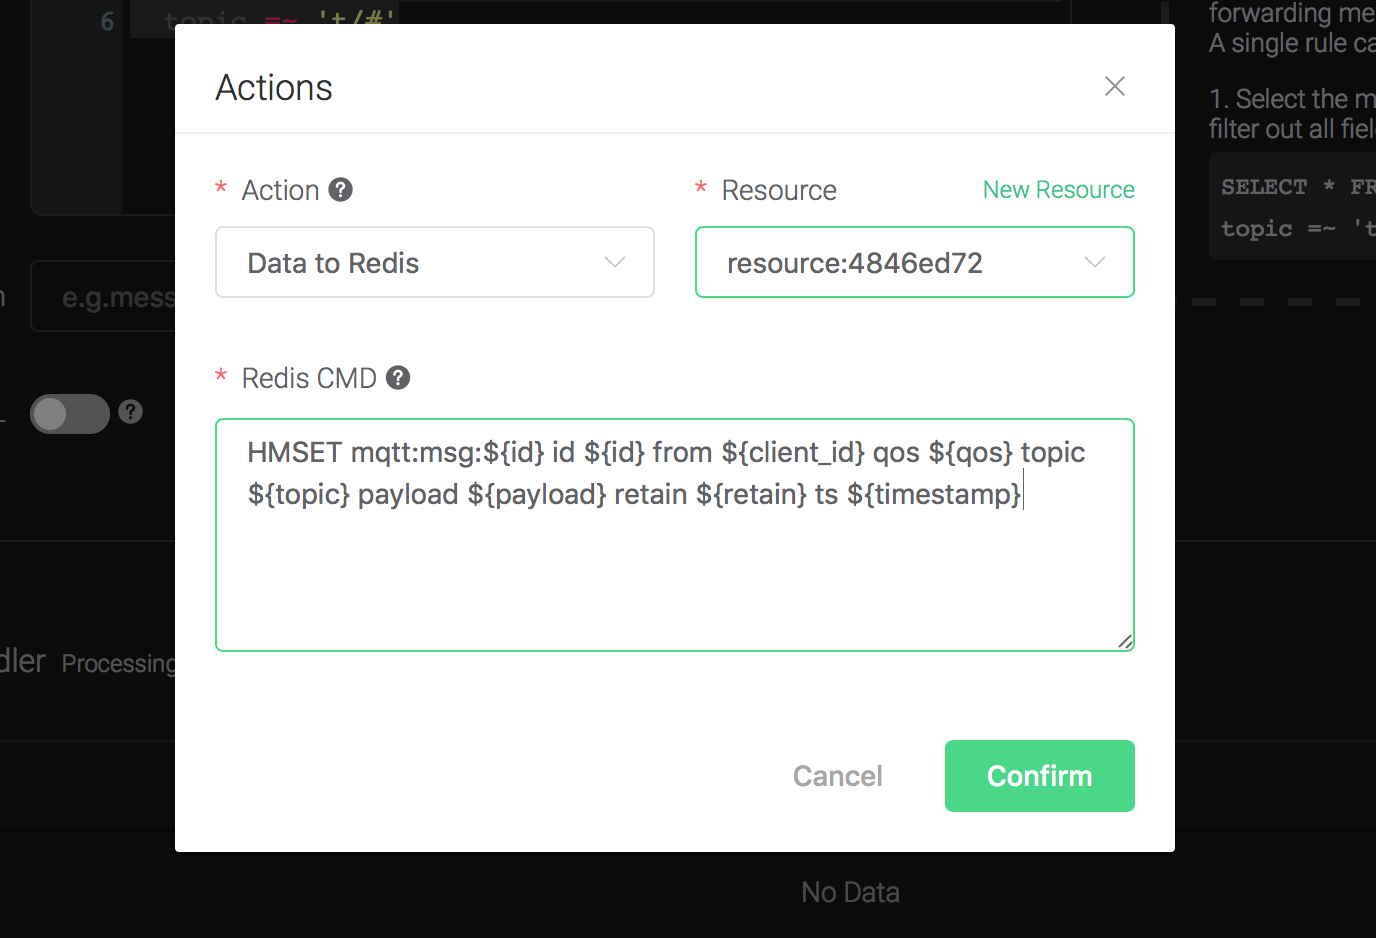 6
topic =~ 't/#'
forwarding me
A single rule ca
1. Select the m
filter out all fiel
SELECT * FR
topic =~ 't
Actions
* Action ?
* Resource
New Resource
Data to Redis
resource:4846ed72
e.g.mess
* Redis CMD ?
?
HMSET mqtt:msg:${id} id ${id} from ${client_id} qos ${qos} topic
${topic} payload ${payload} retain ${retain} ts ${timestamp}
dler Processing
Cancel
Confirm
No Data